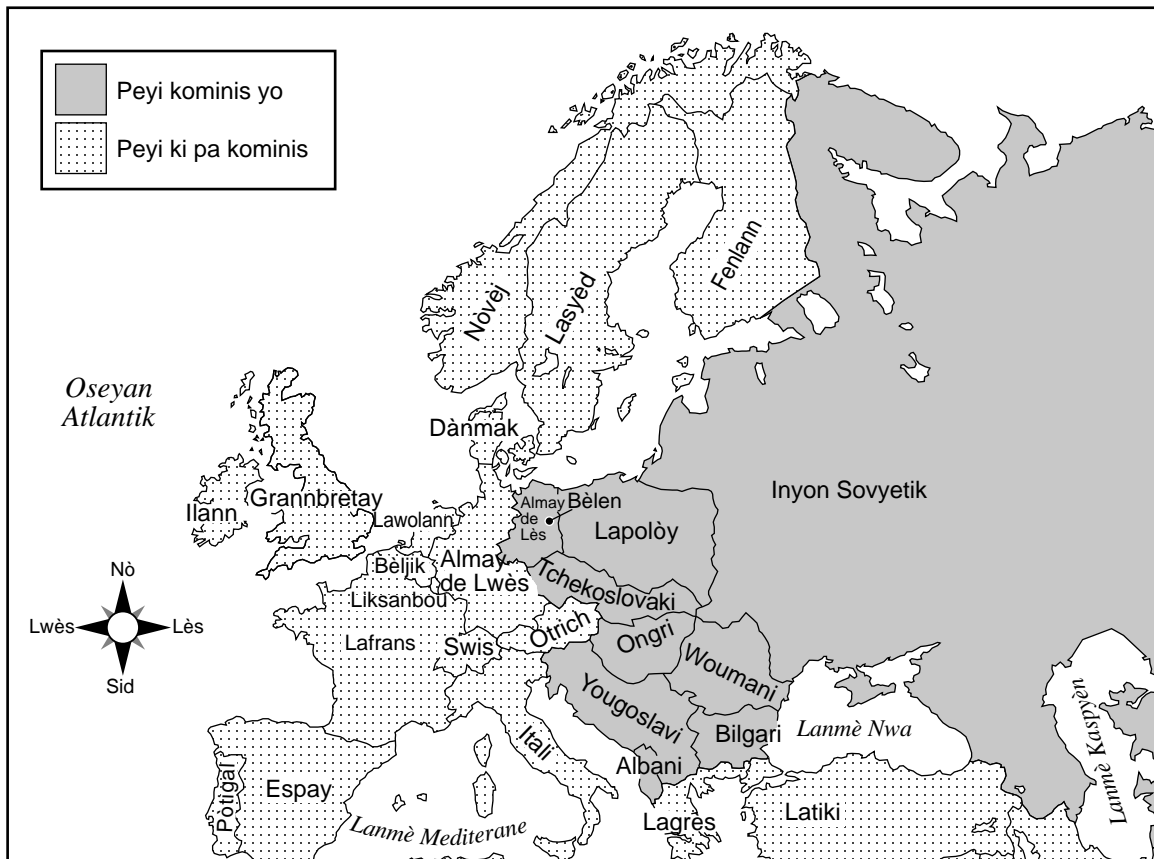 Peyi kominis yo
Peyi ki pa kominis
Oseyan
Atlantik
Nòvèj
Lasyèd
Fenlann
Dànmak
Ilann
Grannbretay
Lawolann
Almay
de
Lès
Bèlen
Lapolòy
Inyon Sovyetik
Bèljik
Almay
de Lwès
Liksanbou
Tchekoslovaki
Nò
Lwès
Lès
Sid
Lafrans
Swis
Otrich
Ongri
Woumani
Yougoslavi
Bilgari
Lanmè Nwa
Lanmè Kaspyèn
Itali
Albani
Pòtigal
Espay
Lanmè Mediterane
Lagrès
Latiki